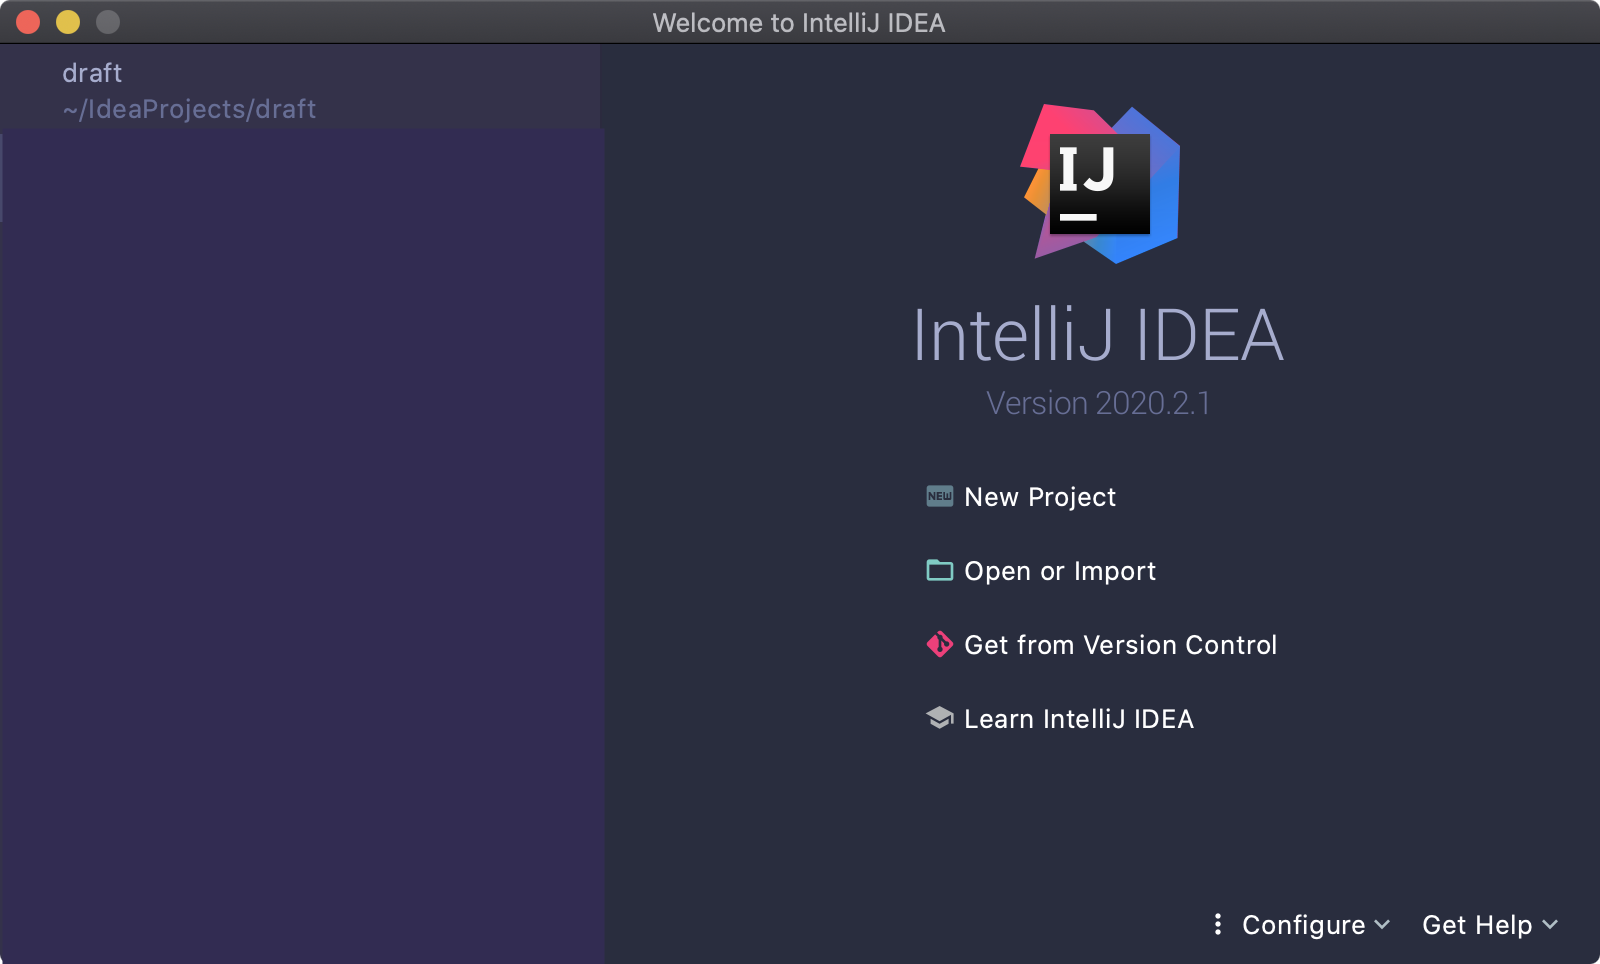 Welcome to IntelliJ IDEA
draft
~/IdeaProjects/draft
IJ
IntelliJ IDEA
Version 2020.2.1
NEW New Project
Open or Import
Get from Version Control
Learn IntelliJ IDEA
Configure Get Help